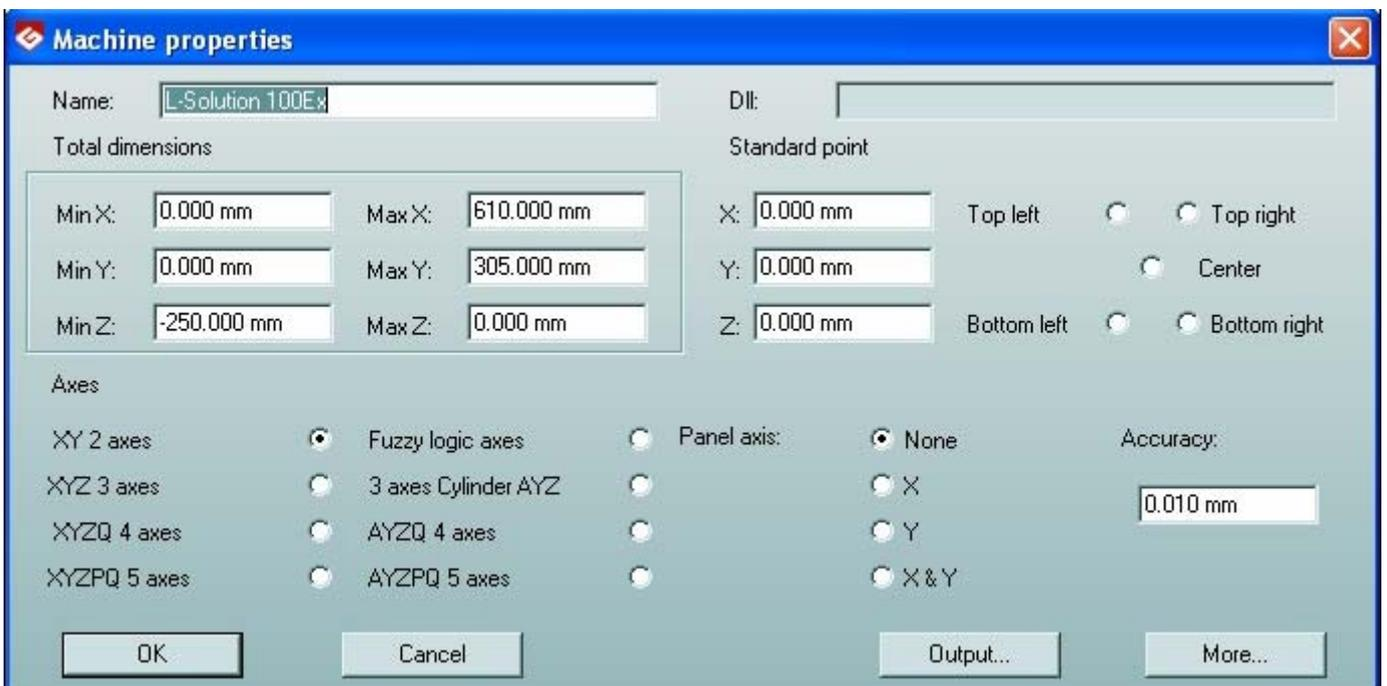 Machine properties
Name: L-Solution 100Ex Dll:
Total dimensions Standard point
Min X: 0.000 mm Max X: 610.000 mm X: 0.000 mm Top left Top right
Min Y: 0.000 mm Max Y: 305.000 mm Y: 0.000 mm Center
Min Z: -250.000 mm Max Z: 0.000 mm Z: 0.000 mm Bottom left Bottom right
Axes
XY 2 axes Fuzzy logic axes Panel axis: None Accuracy:
XYZ 3 axes 3 axes Cylinder AYZ X 0.010 mm
XYZQ 4 axes AYZQ 4 axes Y
XYZPQ 5 axes AYZPQ 5 axes X & Y
OK Cancel Output... More...